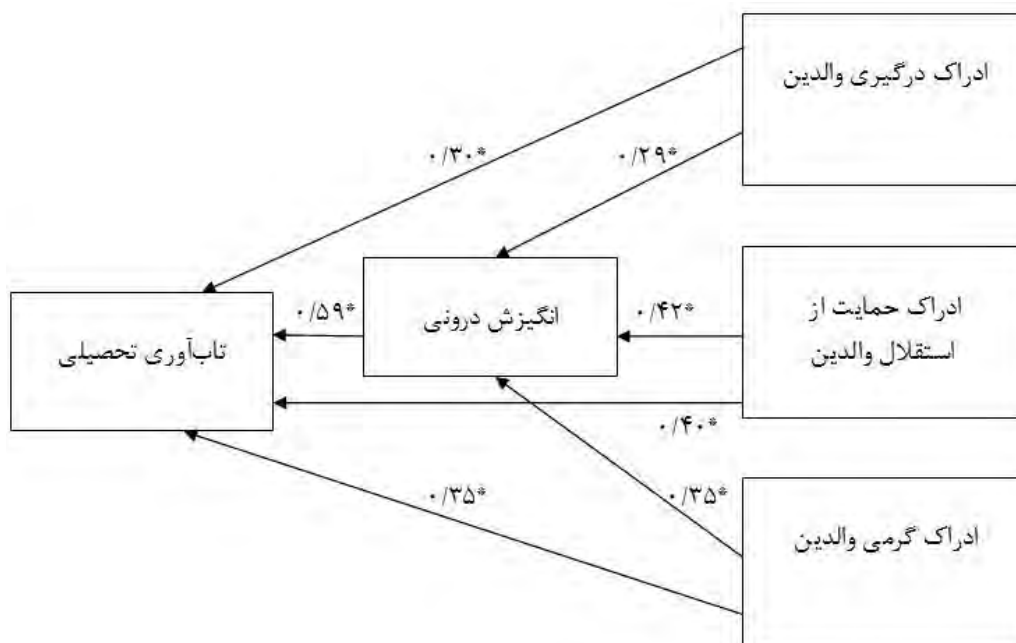 ادراک درگیری والدین
۰/۳۰*
۰/۲۹*
ادراک حمایت از
استقلال والدین
۰/۴۲*
انگیزش درونی
۰/۵۹*
تاب‌آوری تحصیلی
۰/۴۰*
ادراک گرمی والدین
۰/۳۵*
۰/۳۵*